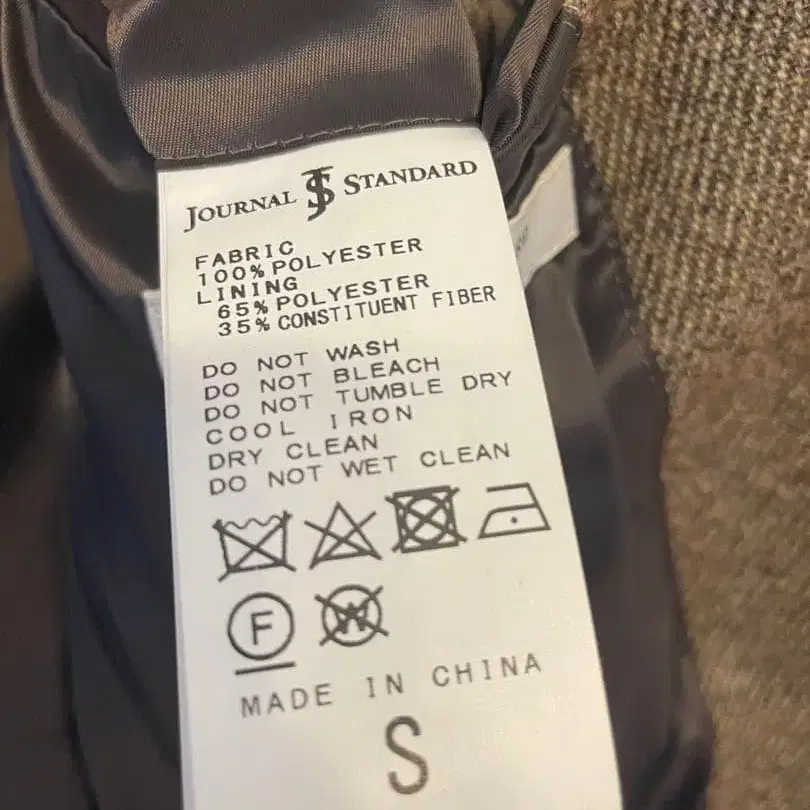 JOURNAL JS STANDARD
FABRIC
100% POLYESTER
LINING
65% POLYESTER
35% CONSTITUENT FIBER
DO NOT WASH
DO NOT BLEACH
DO NOT TUMBLE DRY
COOL IRON
DRY CLEAN
DO NOT WET CLEAN
F W
MADE IN CHINA
S